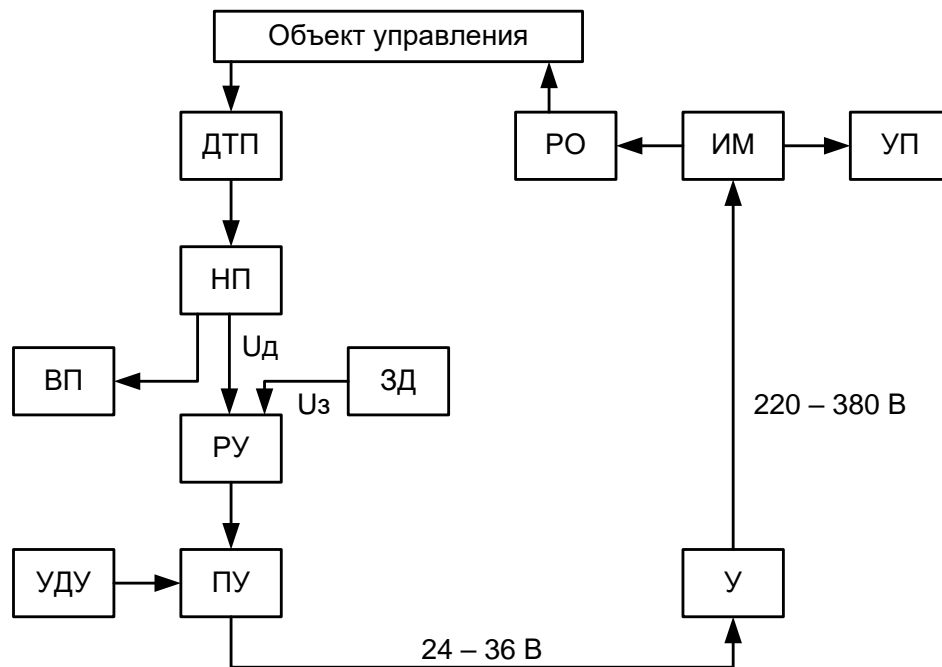 Объект управления
ДТП
РО
ИМ
УП
НП
Uд
ВП
ЗД
Uз
220 – 380 В
РУ
УДУ
ПУ
У
24 – 36 В